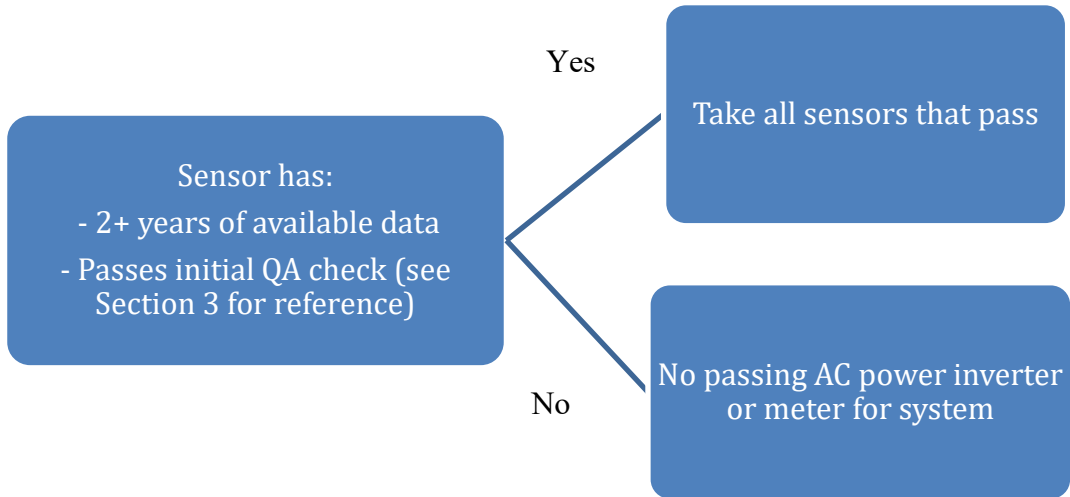 Yes
Take all sensors that pass
Sensor has:
- 2+ years of available data
- Passes initial QA check (see
Section 3 for reference)
No passing AC power inverter
or meter for system
No